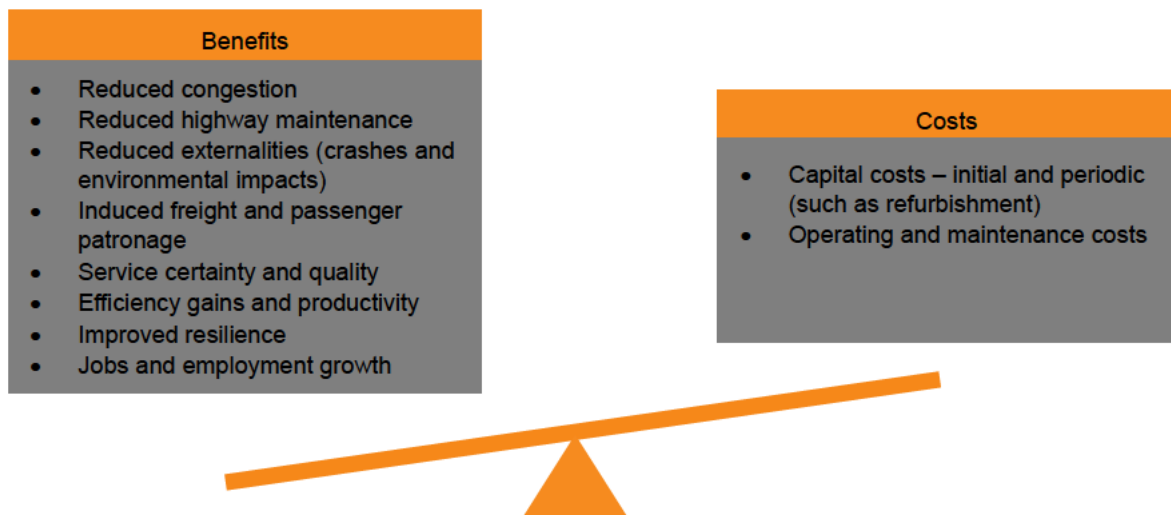 Benefits
• Reduced congestion
• Reduced highway maintenance
• Reduced externalities (crashes and
environmental impacts)
• Induced freight and passenger
patronage
• Service certainty and quality
• Efficiency gains and productivity
• Improved resilience
• Jobs and employment growth
Costs
• Capital costs – initial and periodic
(such as refurbishment)
• Operating and maintenance costs